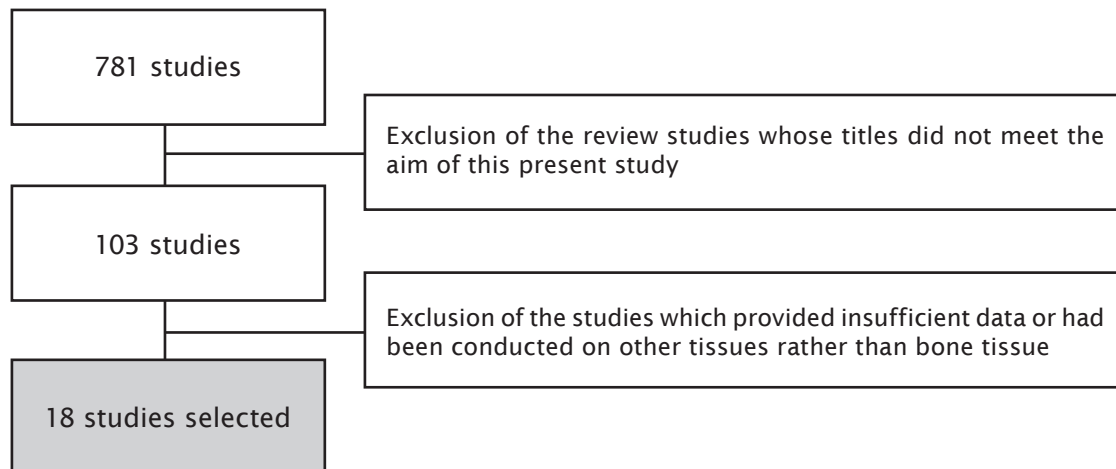 781 studies
Exclusion of the review studies whose titles did not meet the
aim of this present study
103 studies
Exclusion of the studies which provided insufficient data or had
been conducted on other tissues rather than bone tissue
18 studies selected